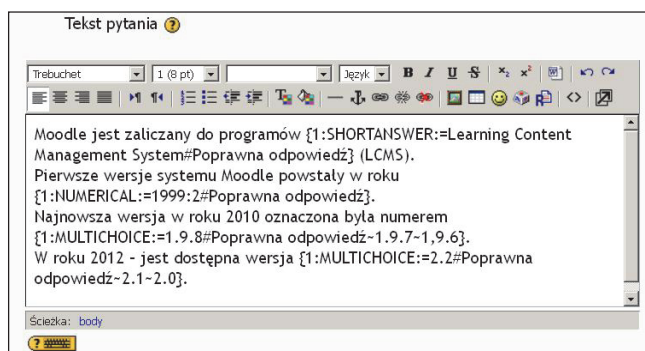 Tekst pytania
Trebuchet 1 (8 pt) Język B I U S x₂ x²
Moodle jest zaliczany do programów {1:SHORTANSWER:=Learning Content
Management System#Poprawna odpowiedź} (LCMS).
Pierwsze wersje systemu Moodle powstały w roku
{1:NUMERICAL:=1999:2#Poprawna odpowiedź}.
Najnowsza wersja w roku 2010 oznaczona była numerem
{1:MULTICHOICE:=1.9.8#Poprawna odpowiedź~1.9.7~1,9.6}.
W roku 2012 - jest dostępna wersja {1:MULTICHOICE:=2.2#Poprawna
odpowiedź~2.1~2.0}.
Ścieżka: body